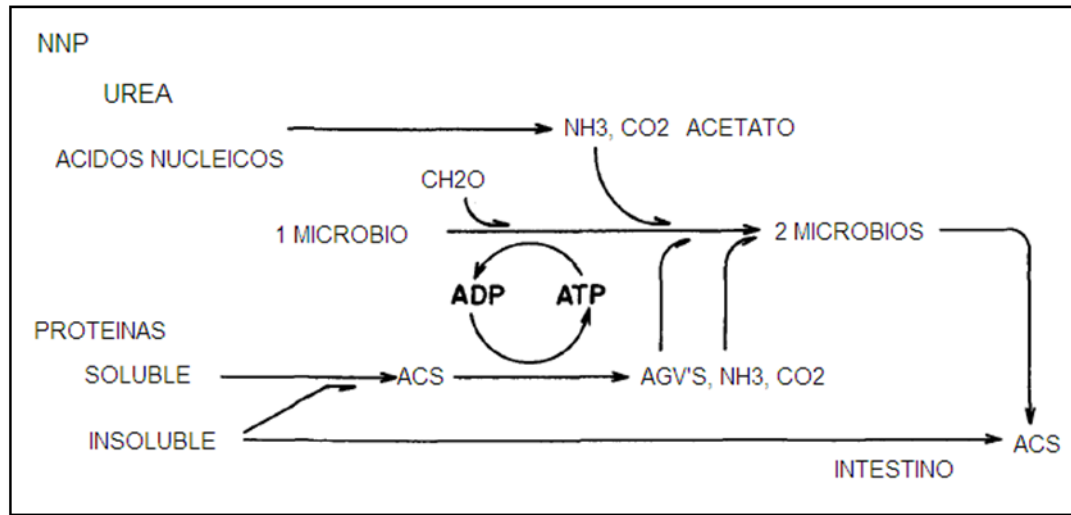 NNP
UREA
ACIDOS NUCLEICOS
NH3, CO2 ACETATO
CH2O
1 MICROBIO
2 MICROBIOS
ADP
ATP
PROTEINAS
SOLUBLE
ACS
AGV'S, NH3, CO2
INSOLUBLE
ACS
INTESTINO